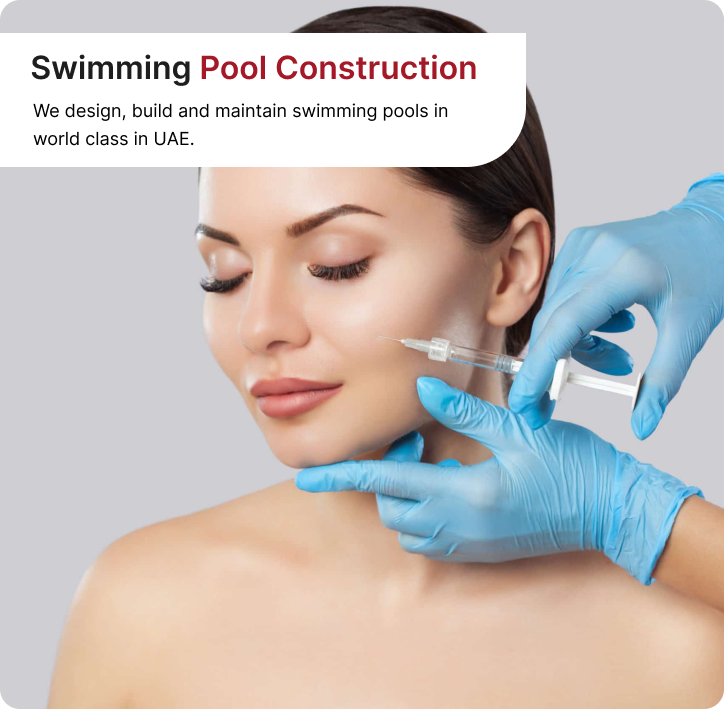 Swimming Pool Construction
We design, build and maintain swimming pools in
world class in UAE.